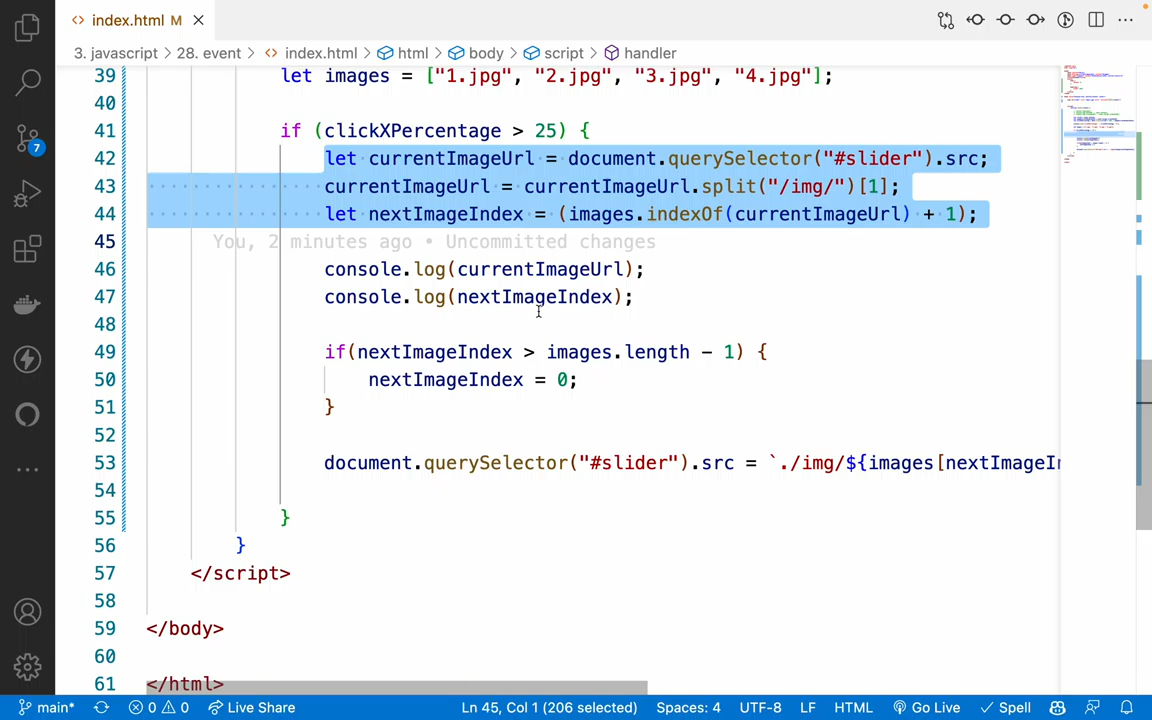 index.html M
3. javascript > 28. event > index.html > html > body > script > handler
39 let images = ["1.jpg", "2.jpg", "3.jpg", "4.jpg"];
40
41 if (clickXPercentage > 25) {
42 let currentImageUrl = document.querySelector("#slider").src;
43 currentImageUrl = currentImageUrl.split("/img/")[1];
44 let nextImageIndex = (images.indexOf(currentImageUrl) + 1);
45 You, 2 minutes ago • Uncommitted changes
46 console.log(currentImageUrl);
47 console.log(nextImageIndex);
48
49 if(nextImageIndex > images.length - 1) {
50 nextImageIndex = 0;
51 }
52
53 document.querySelector("#slider").src = `./img/${images[nextImageIn
54
55 }
56 }
57 </script>
58
59 </body>
60
61 </html>
7
main* 0 0 Live Share Ln 45, Col 1 (206 selected) Spaces: 4 UTF-8 LF HTML Go Live Spell